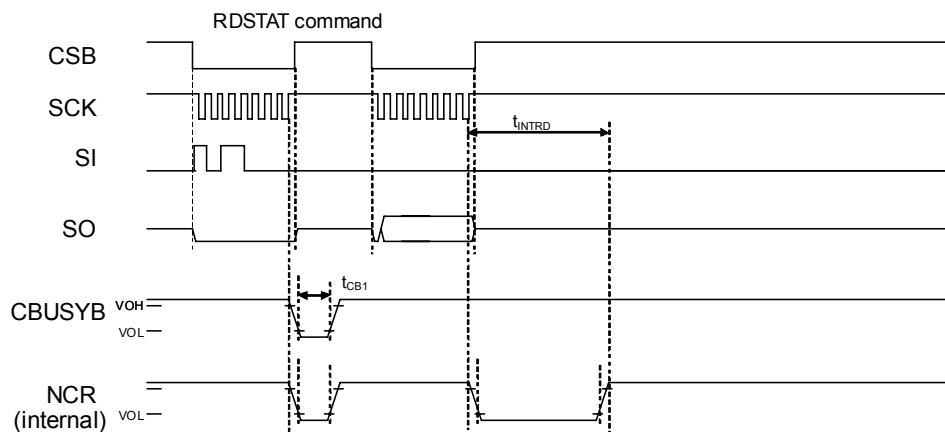 RDSTAT command
CSB
SCK
tINTRD
SI
SO
tCB1
CBUSYB
VOH
VOL
NCR
(internal)
VOL